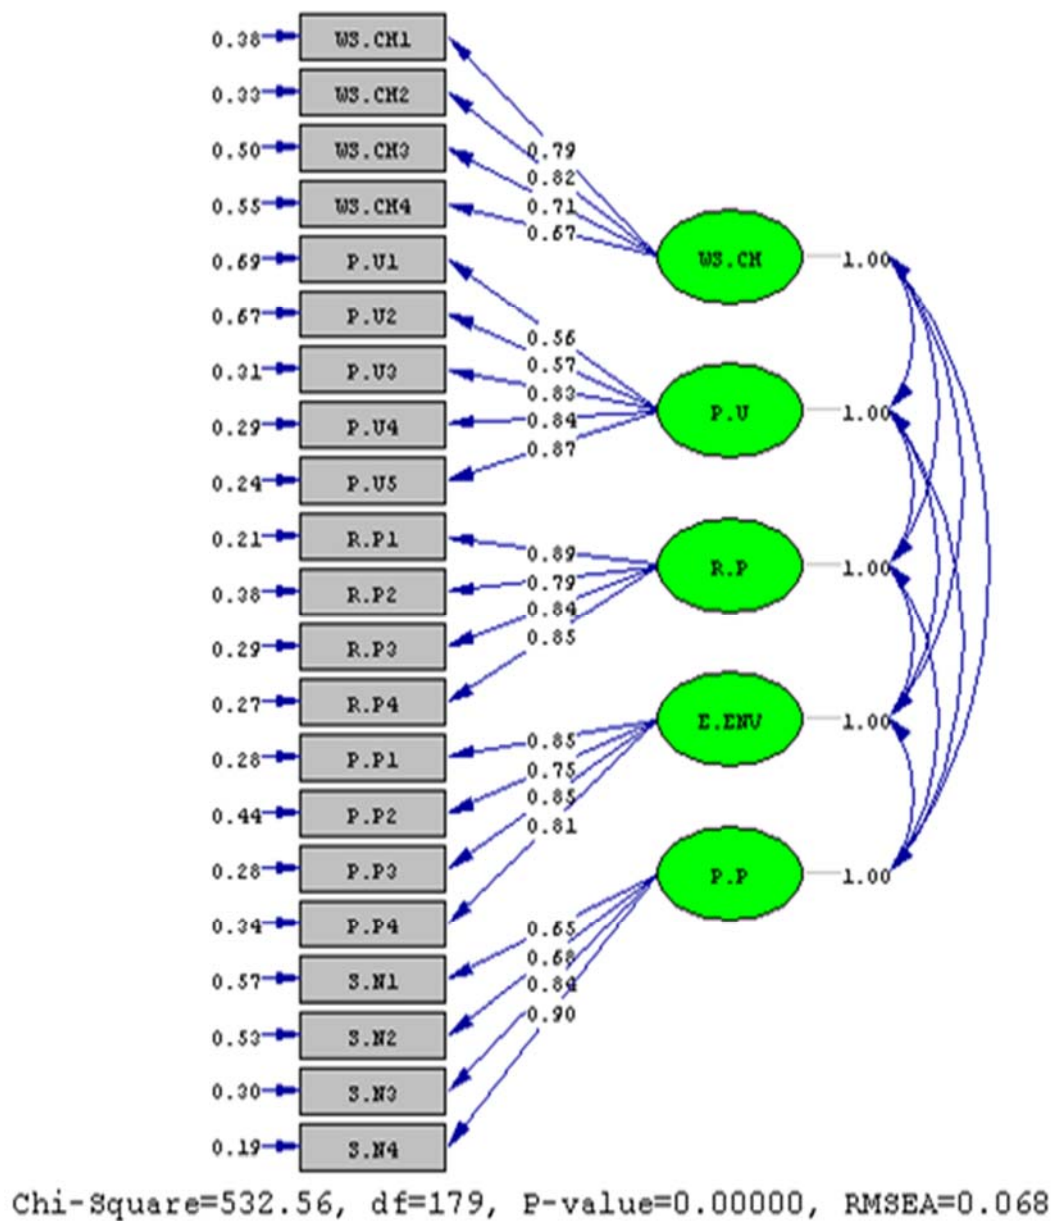 0.38 WS.CM1
0.33 WS.CM2
0.50 WS.CM3
0.79
0.82
0.55 WS.CM4
0.71
0.67
0.69 P.U1
WS.CM 1.00
0.67 P.U2
0.56
0.57
0.31 P.U3
0.83
0.29 P.U4
0.84
P.U 1.00
0.87
0.24 P.U5
0.21 R.P1
0.89
0.38 R.P2
0.79
R.P 1.00
0.84
0.29 R.P3
0.85
0.27 R.P4
0.28 P.P1
0.85
E.ENV 1.00
0.75
0.85
0.44 P.P2
0.81
0.28 P.P3
P.P 1.00
0.34 P.P4
0.65
0.57 S.N1
0.68
0.84
0.90
0.53 S.N2
0.30 S.N3
0.19 S.N4
Chi-Square=532.56, df=179, P-value=0.00000, RMSEA=0.068